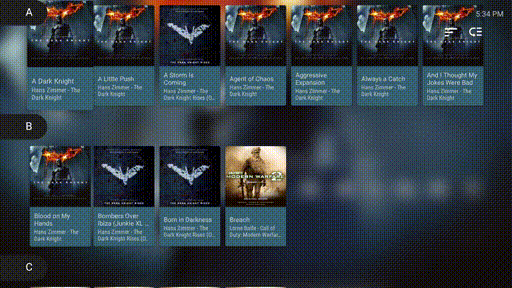 A
5:34 PM
A Dark Knight
Hans Zimmer - The
Dark Knight
A Little Push
Hans Zimmer - The
Dark Knight
A Storm Is
Coming
Hans Zimmer - The
Dark Knight Rises (O..
Agent of Chaos
Hans Zimmer - The
Dark Knight
Aggressive
Expansion
Hans Zimmer - The
Dark Knight
Always a Catch
Hans Zimmer - The
Dark Knight
And I Thought My
Jokes Were Bad
Hans Zimmer - The
Dark Knight
B
MODERN WARFARE 2
Blood on My
Hands
Hans Zimmer - The
Dark Knight
Bombers Over
Ibiza (Junkie XL ...
Hans Zimmer - The
Dark Knight Rises (O..
Born in Darkness
Hans Zimmer - The
Dark Knight Rises (O..
Breach
Lorne Balfe - Call of
Duty: Modern Warfar...
C